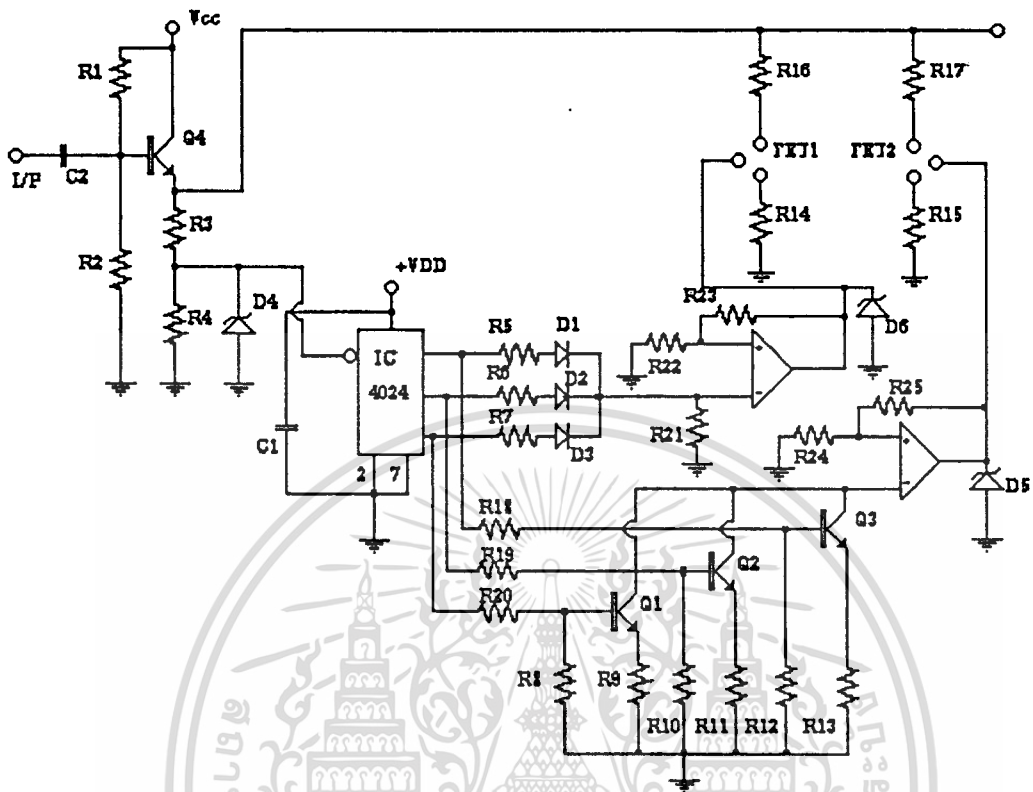 Vcc
R1
R16
R17
Q4
I/P
C2
FET1
FET2
R3
R14
R15
R2
+VDD
D4
R4
R23
D6
R5
D1
IC
R22
R6
D2
4024
R25
R7
R21
C1
D3
R24
2
7
D5
+
-
+
-
R18
Q3
R19
Q2
R20
Q1
R8
R9
R10
R11
R12
R13